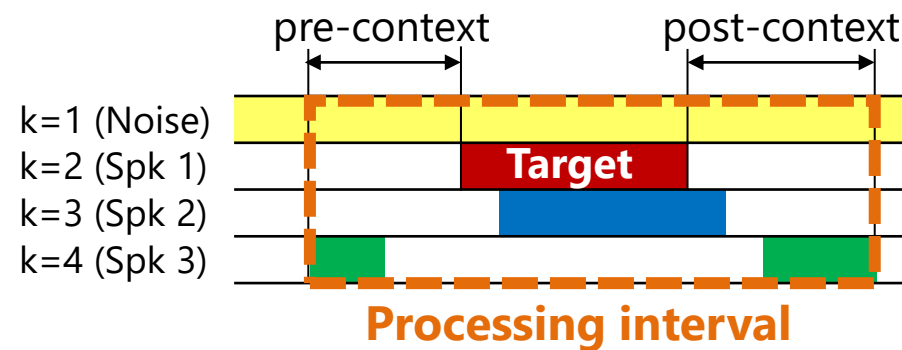 pre-context post-context
k=1 (Noise)
k=2 (Spk 1) Target
k=3 (Spk 2)
k=4 (Spk 3)
Processing interval